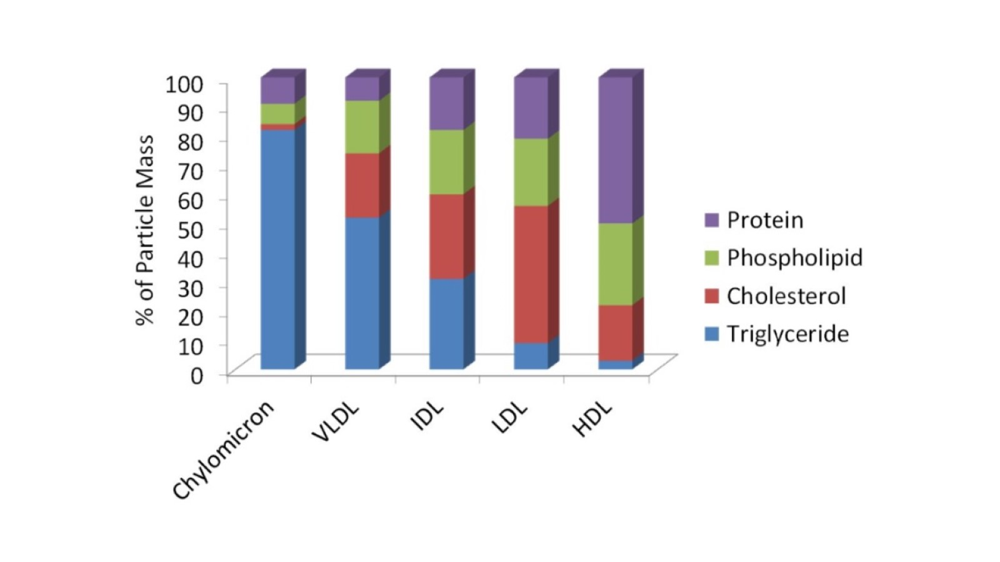 % of Particle Mass
100
90
80
70
60
50
40
30
20
10
0
Chylomicron
VLDL
IDL
LDL
HDL
Protein
Phospholipid
Cholesterol
Triglyceride